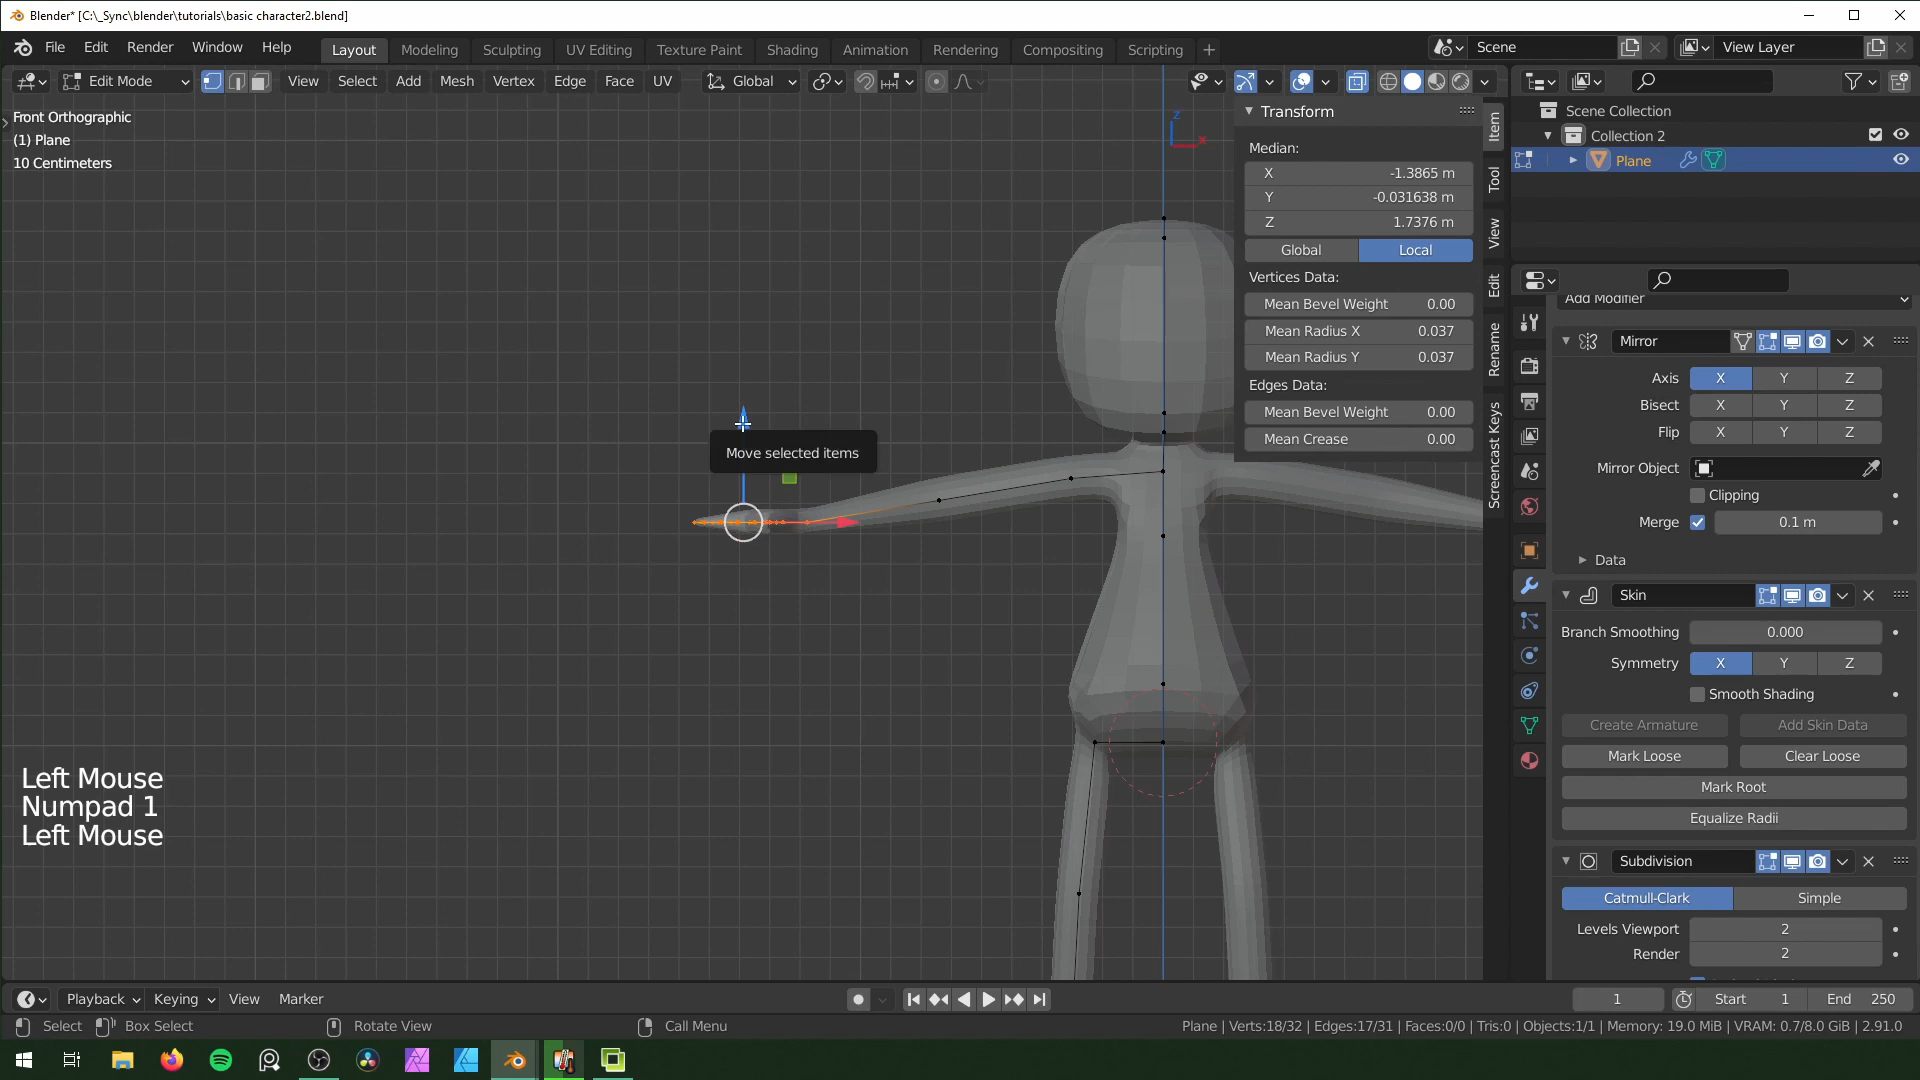 Blender* [C:\_Sync\blender\tutorials\basic character2.blend]
File Edit Render Window Help
Layout Modeling Sculpting UV Editing Texture Paint Shading Animation Rendering Compositing Scripting +
Scene
View Layer
Edit Mode
View Select Add Mesh Vertex Edge Face UV
Global
Front Orthographic
(1) Plane
10 Centimeters
z
x
Transform
Median:
X -1.3865 m
Y -0.031638 m
Z 1.7376 m
Global Local
Vertices Data:
Mean Bevel Weight 0.00
Mean Radius X 0.037
Mean Radius Y 0.037
Edges Data:
Mean Bevel Weight 0.00
Mean Crease 0.00
Item
Tool
View
Edit
Rename
Screencast Keys
Move selected items
Left Mouse
Numpad 1
Left Mouse
Scene Collection
Collection 2
Plane
Add Modifier
Mirror
Axis X Y Z
Bisect X Y Z
Flip X Y Z
Mirror Object
Clipping
Merge 0.1 m
Data
Skin
Branch Smoothing 0.000
Symmetry X Y Z
Smooth Shading
Create Armature Add Skin Data
Mark Loose Clear Loose
Mark Root
Equalize Radii
Subdivision
Catmull-Clark Simple
Levels Viewport 2
Render 2
Playback Keying View Marker
1 Start 1 End 250
Select Box Select Rotate View Call Menu
Plane | Verts:18/32 | Edges:17/31 | Faces:0/0 | Tris:0 | Objects:1/1 | Memory: 19.0 MiB | VRAM: 0.7/8.0 GiB | 2.91.0